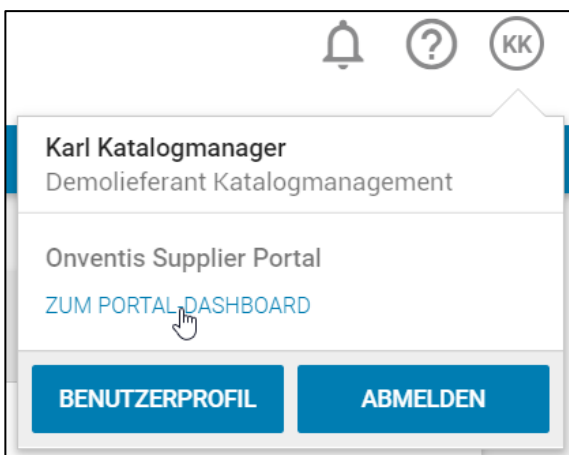 KK
Karl Katalogmanager
Demolieferant Katalogmanagement
Onventis Supplier Portal
ZUM PORTAL-DASHBOARD
BENUTZERPROFIL
ABMELDEN